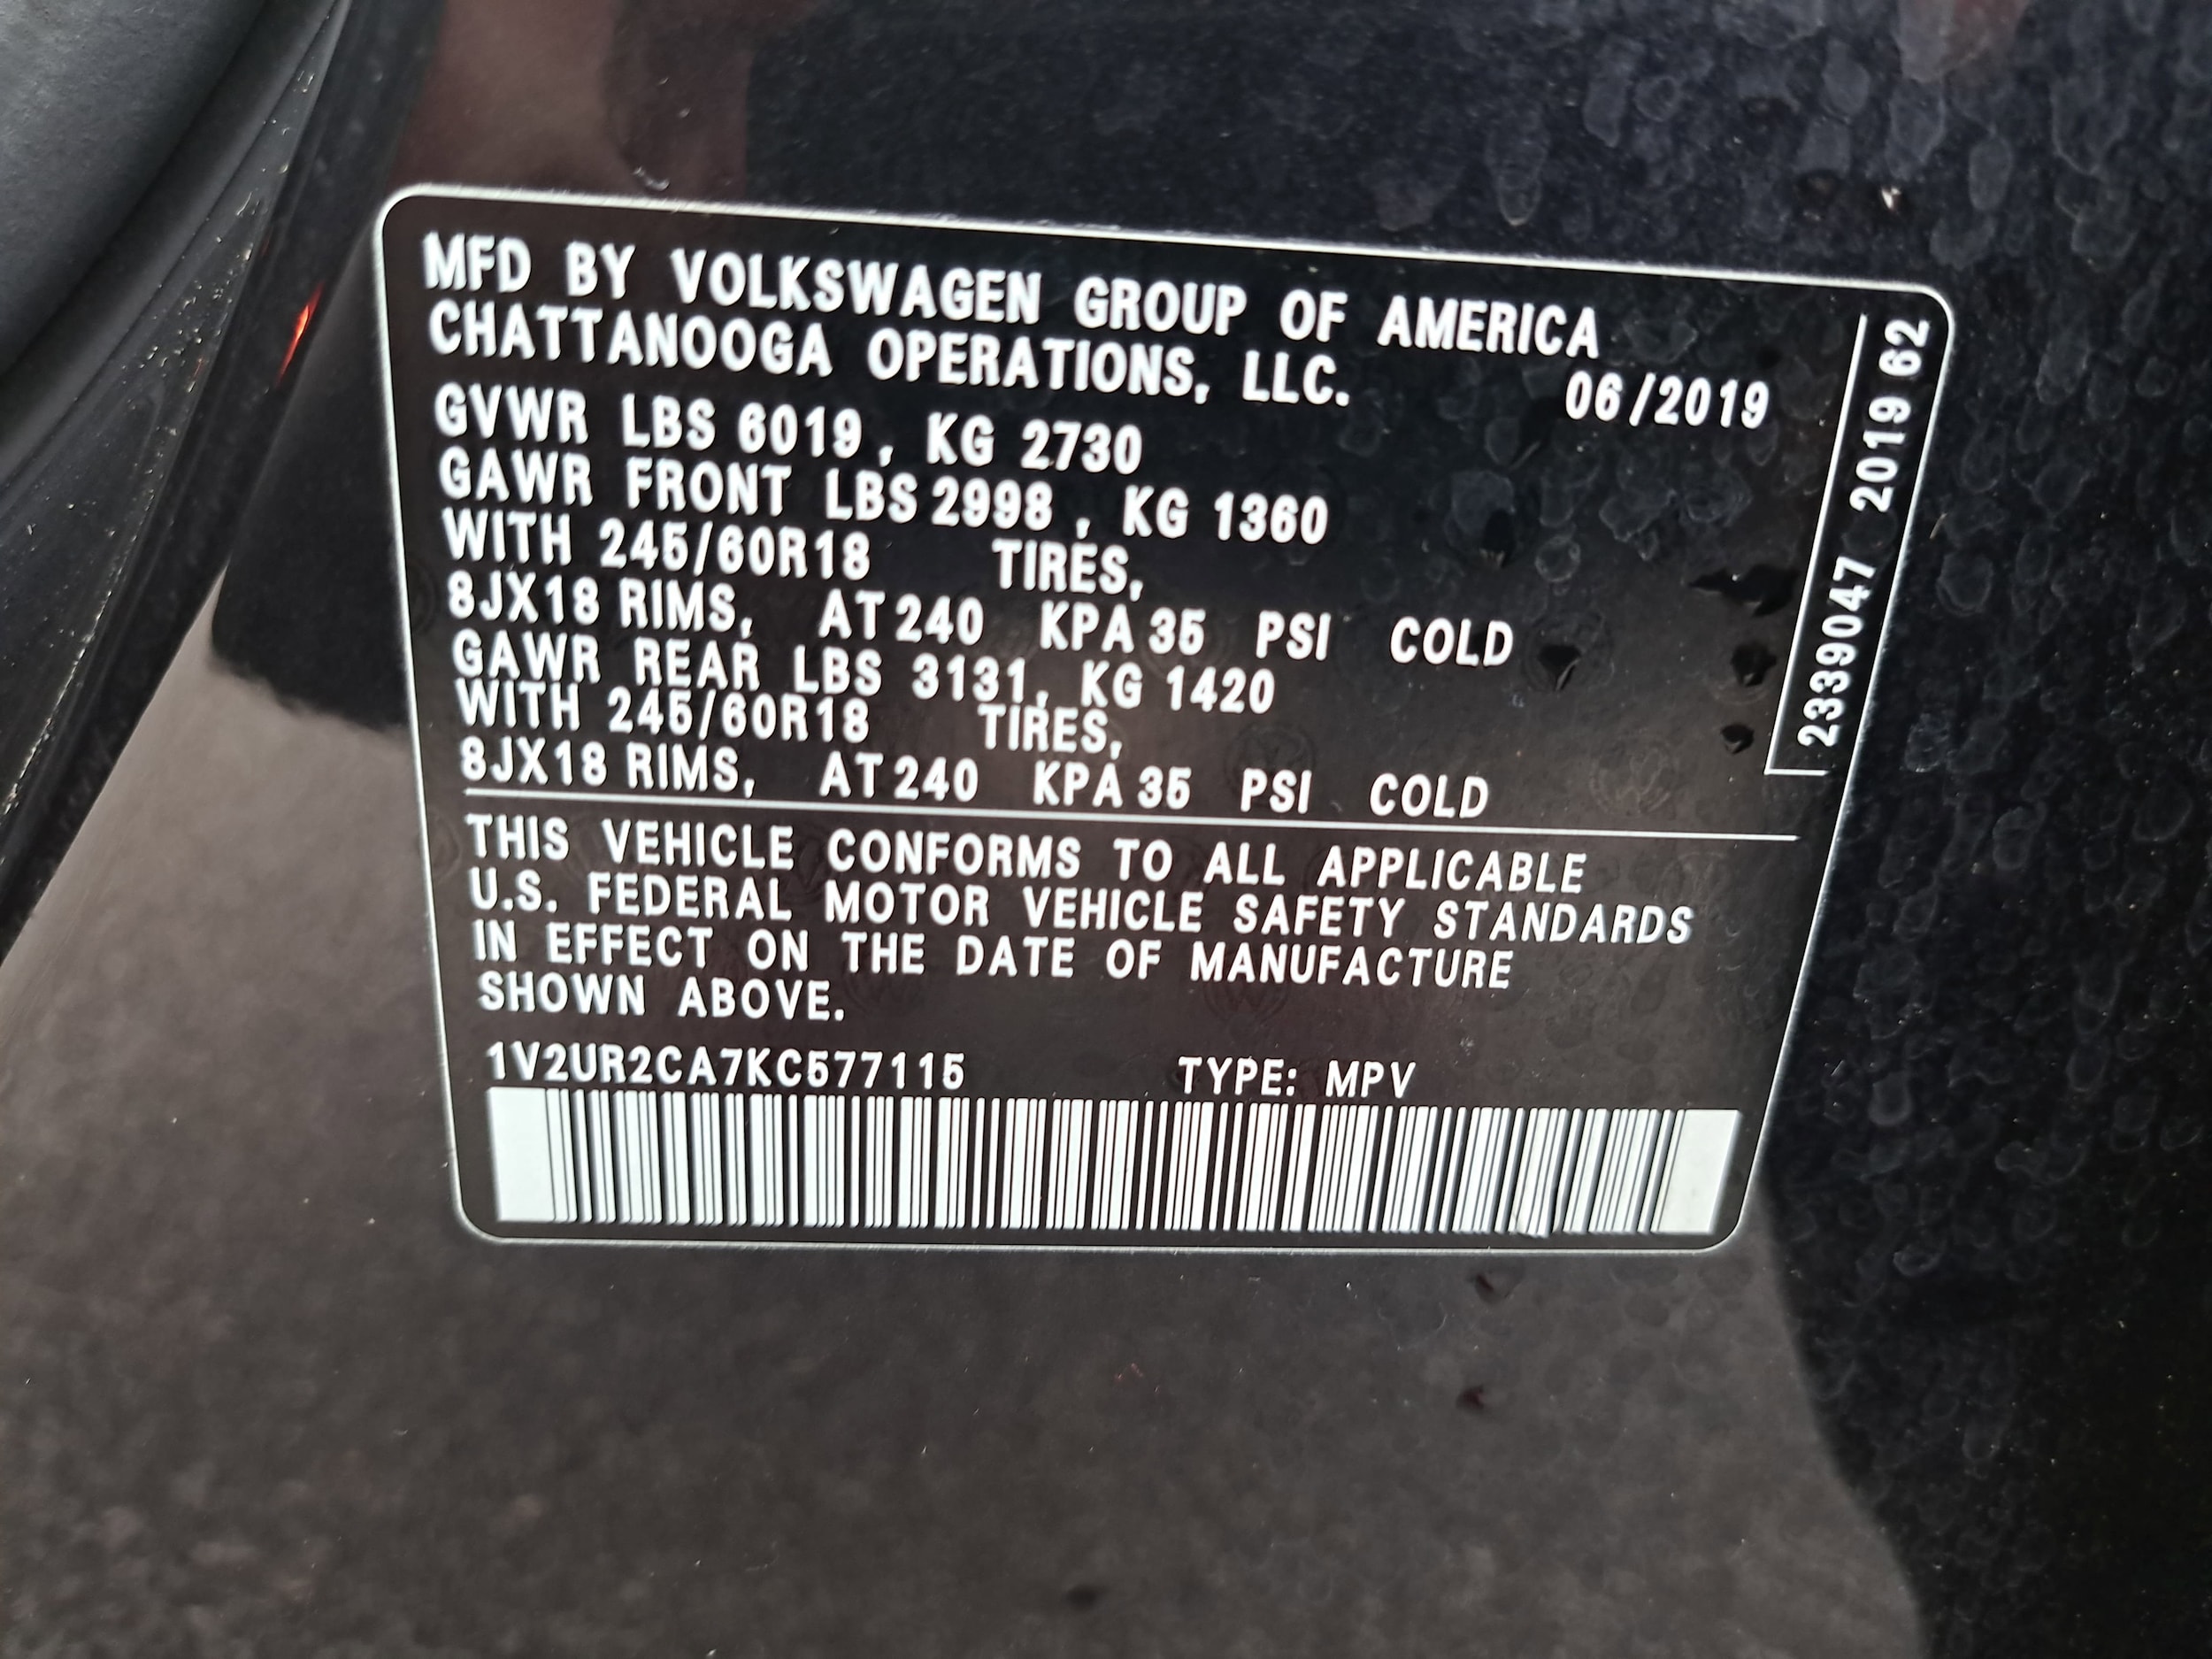 MFD BY VOLKSWAGEN GROUP OF AMERICA
CHATTANOOGA OPERATIONS, LLC.
06/2019
GVWR LBS 6019, KG 2730
GAWR FRONT LBS 2998, KG 1360
WITH 245/60R18 TIRES,
8JX18 RIMS, AT 240 KPA 35 PSI COLD
GAWR REAR LBS 3131, KG 1420
WITH 245/60R18 TIRES,
8JX18 RIMS, AT 240 KPA 35 PSI COLD
2339047 2019 62
THIS VEHICLE CONFORMS TO ALL APPLICABLE
U.S. FEDERAL MOTOR VEHICLE SAFETY STANDARDS
IN EFFECT ON THE DATE OF MANUFACTURE
SHOWN ABOVE.
1V2UR2CA7KC577115 TYPE: MPV